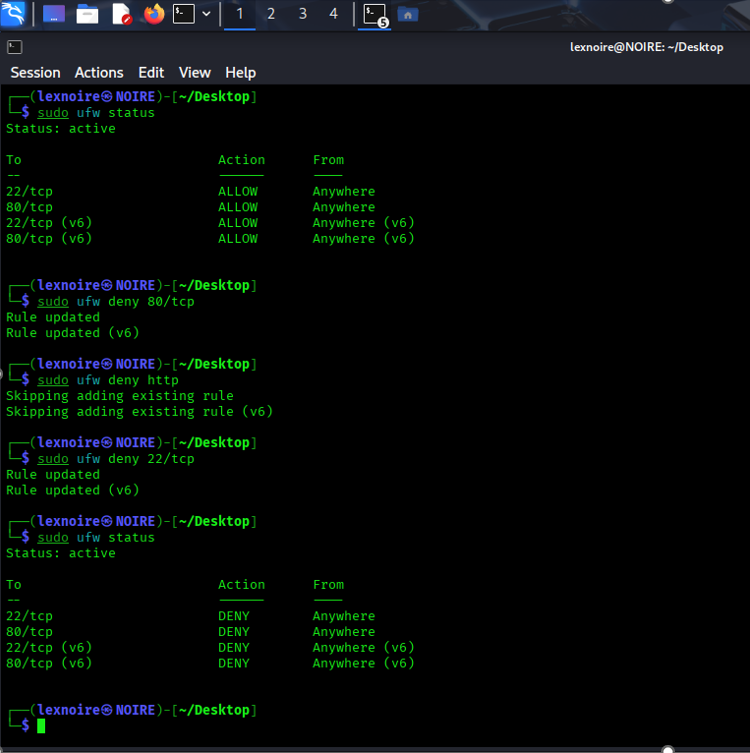 1 2 3 4 5
lexnoire@NOIRE: ~/Desktop
Session Actions Edit View Help
┌──(lexnoire㉿NOIRE)-[~/Desktop]
└─$ sudo ufw status
Status: active
To Action From
-- ------ ----
22/tcp ALLOW Anywhere
80/tcp ALLOW Anywhere
22/tcp (v6) ALLOW Anywhere (v6)
80/tcp (v6) ALLOW Anywhere (v6)
┌──(lexnoire㉿NOIRE)-[~/Desktop]
└─$ sudo ufw deny 80/tcp
Rule updated
Rule updated (v6)
┌──(lexnoire㉿NOIRE)-[~/Desktop]
└─$ sudo ufw deny http
Skipping adding existing rule
Skipping adding existing rule (v6)
┌──(lexnoire㉿NOIRE)-[~/Desktop]
└─$ sudo ufw deny 22/tcp
Rule updated
Rule updated (v6)
┌──(lexnoire㉿NOIRE)-[~/Desktop]
└─$ sudo ufw status
Status: active
To Action From
-- ------ ----
22/tcp DENY Anywhere
80/tcp DENY Anywhere
22/tcp (v6) DENY Anywhere (v6)
80/tcp (v6) DENY Anywhere (v6)
┌──(lexnoire㉿NOIRE)-[~/Desktop]
└─$